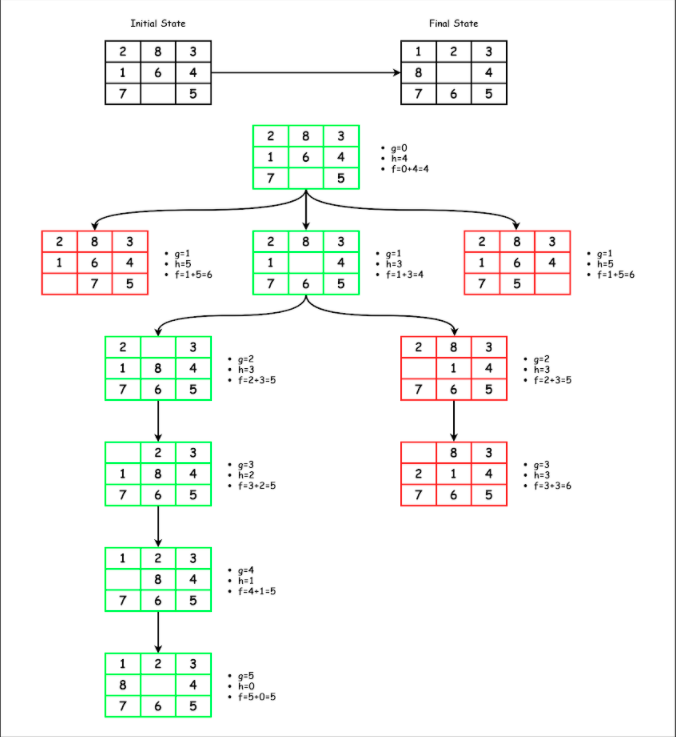 Initial State
Final State
2 8 3
1 6 4
7 5
1 2 3
8 4
7 6 5
2 8 3
1 6 4
7 5
• g=0
• h=4
• f=0+4=4
2 8 3
1 6 4
7 5
• g=1
• h=5
• f=1+5=6
2 8 3
1 4
7 6 5
• g=1
• h=3
• f=1+3=4
2 8 3
1 6 4
7 5
• g=1
• h=5
• f=1+5=6
2 3
1 8 4
7 6 5
• g=2
• h=3
• f=2+3=5
2 8 3
1 4
7 6 5
• g=2
• h=3
• f=2+3=5
2 3
1 8 4
7 6 5
• g=3
• h=2
• f=3+2=5
8 3
2 1 4
7 6 5
• g=3
• h=3
• f=3+3=6
1 2 3
8 4
7 6 5
• g=4
• h=1
• f=4+1=5
1 2 3
8 4
7 6 5
• g=5
• h=0
• f=5+0=5